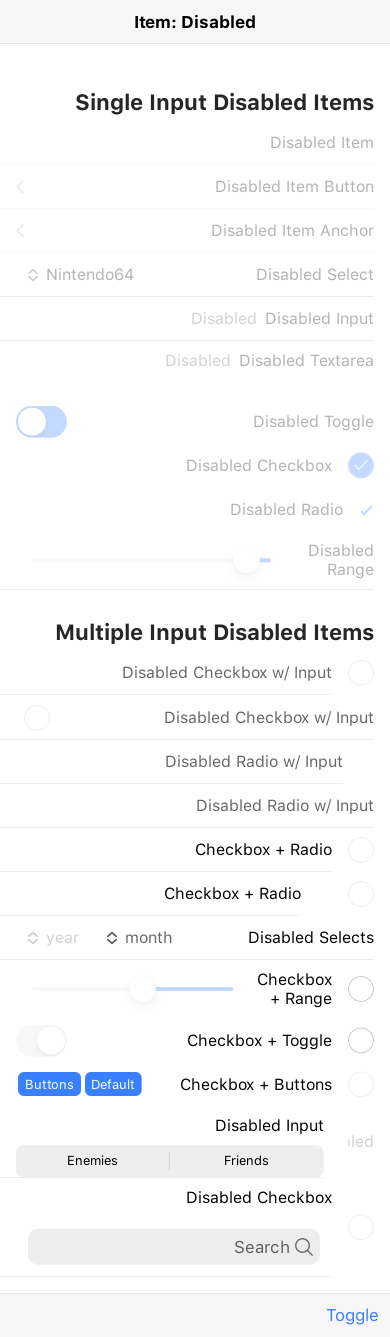 Item: Disabled
Single Input Disabled Items
Disabled Item
Disabled Item Button
Disabled Item Anchor
Disabled Select Nintendo64
Disabled Input Disabled
Disabled Textarea Disabled
Disabled Toggle
Disabled Checkbox
Disabled Radio
Disabled
Range
Multiple Input Disabled Items
Disabled Checkbox w/ Input
Disabled Checkbox w/ Input
Disabled Radio w/ Input
Disabled Radio w/ Input
Checkbox + Radio
Checkbox + Radio
Disabled Selects month year
Checkbox
+ Range
Checkbox + Toggle
Checkbox + Buttons Default Buttons
Disabled Input
Friends Enemies
Disabled Checkbox
Search
Toggle